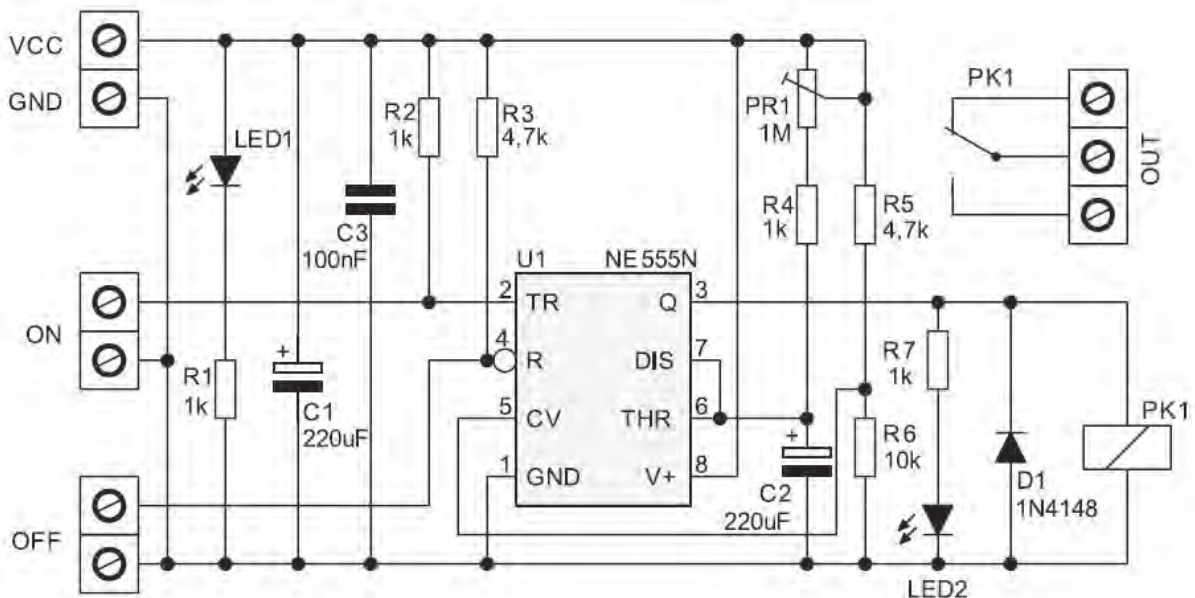 VCC
GND
LED1
R2
1k
R3
4,7k
PR1
1M
PK1
OUT
C3
100nF
R4
1k
R5
4,7k
U1
NE555N
2
TR
Q
3
4
R
DIS
7
5
CV
THR
6
1
GND
V+
8
ON
R1
1k
+
C1
220uF
+
C2
220uF
R6
10k
R7
1k
D1
1N4148
PK1
OFF
LED2